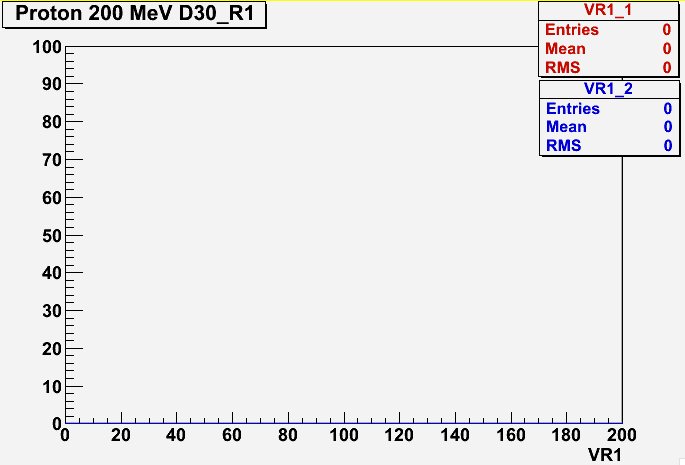 Proton 200 MeV D30_R1
VR1_1
Entries 0
Mean 0
RMS 0
VR1_2
Entries 0
Mean 0
RMS 0
100
90
80
70
60
50
40
30
20
10
0
0 20 40 60 80 100 120 140 160 180 200
VR1